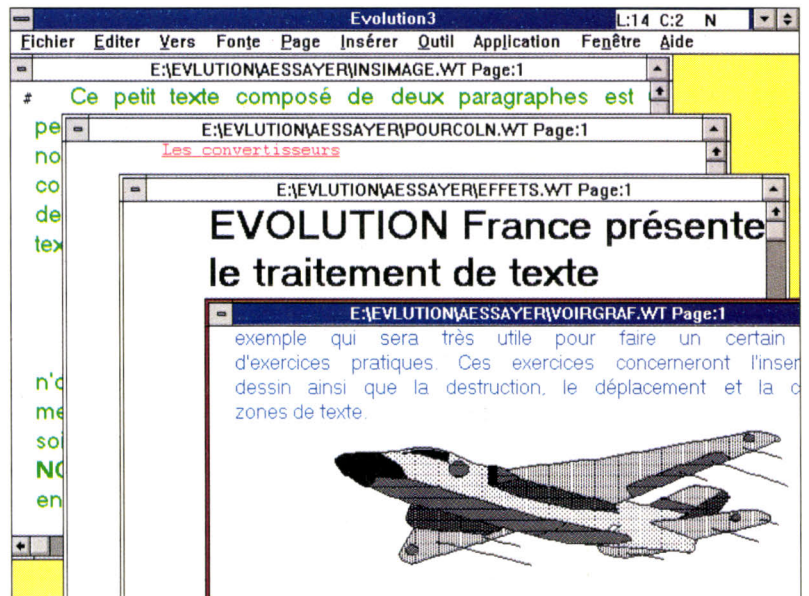 Evolution3 L:14 C:2 N
Fichier Editer Vers Fonte Page Insérer Outil Application Fenêtre Aide
E:\EVLUTION\AESSAYER\INSIMAGE.WT Page:1
# Ce petit texte composé de deux paragraphes est
pe
no
co
de
tex
n'o
me
soi
NO
en
E:\EVLUTION\AESSAYER\POURCOLN.WT Page:1
Les convertisseurs
E:\EVLUTION\AESSAYER\EFFETS.WT Page:1
EVOLUTION France présente
le traitement de texte
E:\EVLUTION\AESSAYER\VOIRGRAF.WT Page:1
exemple qui sera très utile pour faire un certain
d'exercices pratiques. Ces exercices concerneront l'inser
dessin ainsi que la destruction, le déplacement et la c
zones de texte.